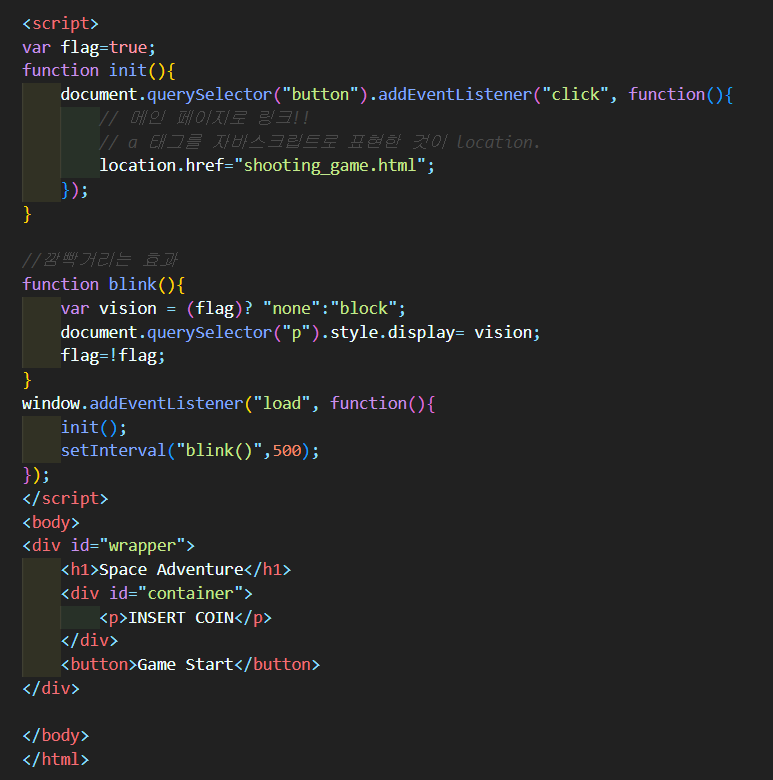 <script>
var flag=true;
function init(){
    document.querySelector("button").addEventListener("click", function(){
        // 메인 페이지로 링크!!
        // a 태그를 자바스크립트로 표현한 것이 location.
        location.href="shooting_game.html";
    });
}

//깜빡거리는 효과
function blink(){
    var vision = (flag)? "none":"block";
    document.querySelector("p").style.display= vision;
    flag=!flag;
}
window.addEventListener("load", function(){
    init();
    setInterval("blink()",500);
});
</script>
<body>
<div id="wrapper">
    <h1>Space Adventure</h1>
    <div id="container">
        <p>INSERT COIN</p>
    </div>
    <button>Game Start</button>
</div>

</body>
</html>